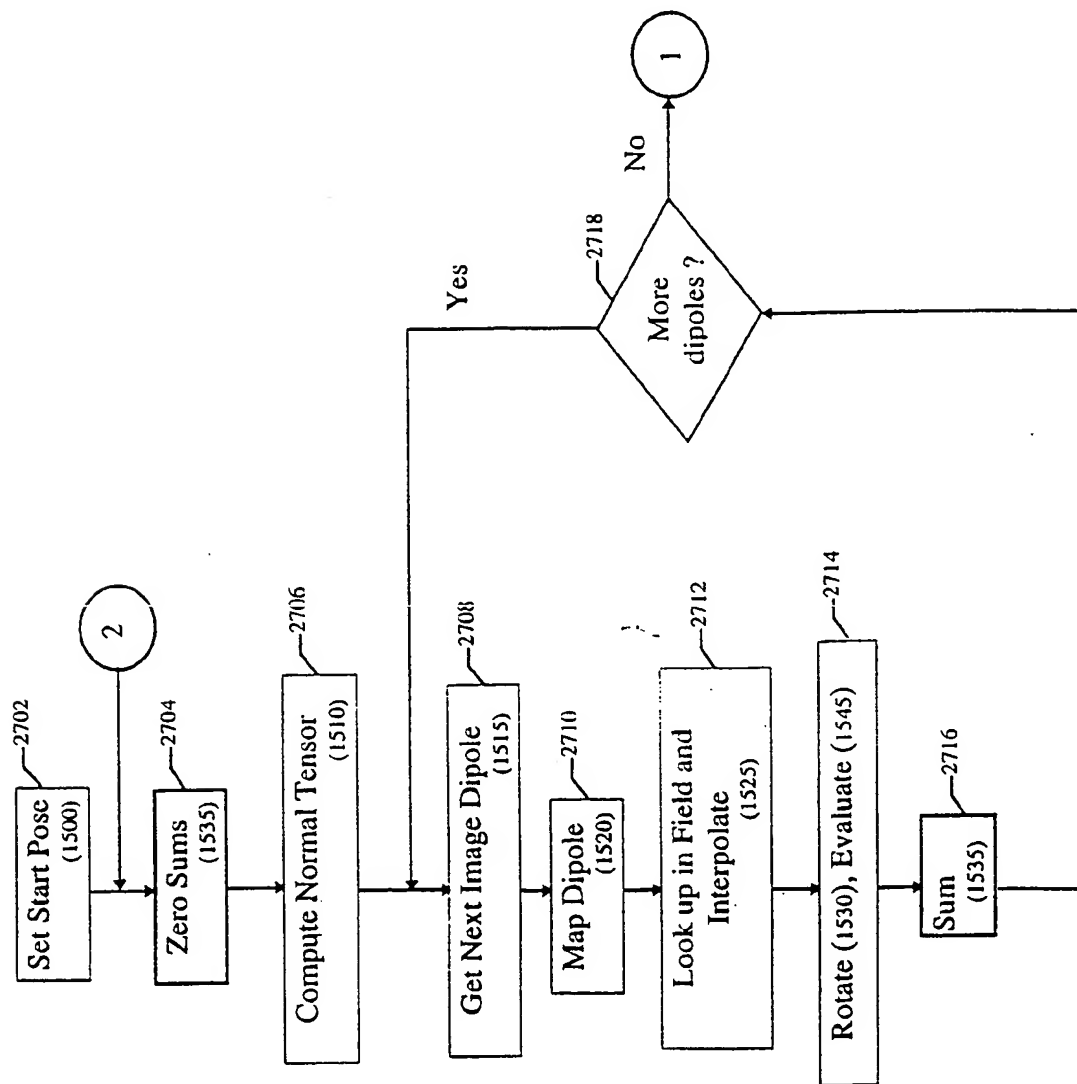 Set Start Pose
(1500)
2702
2
Zero Sums
(1535)
2704
Compute Normal Tensor
(1510)
2706
Get Next Image Dipole
(1515)
2708
Map Dipole
(1520)
2710
Look up in Field and
Interpolate
(1525)
2712
Rotate (1530), Evaluate (1545)
2714
Sum
(1535)
2716
More
dipoles ?
2718
Yes
No
1